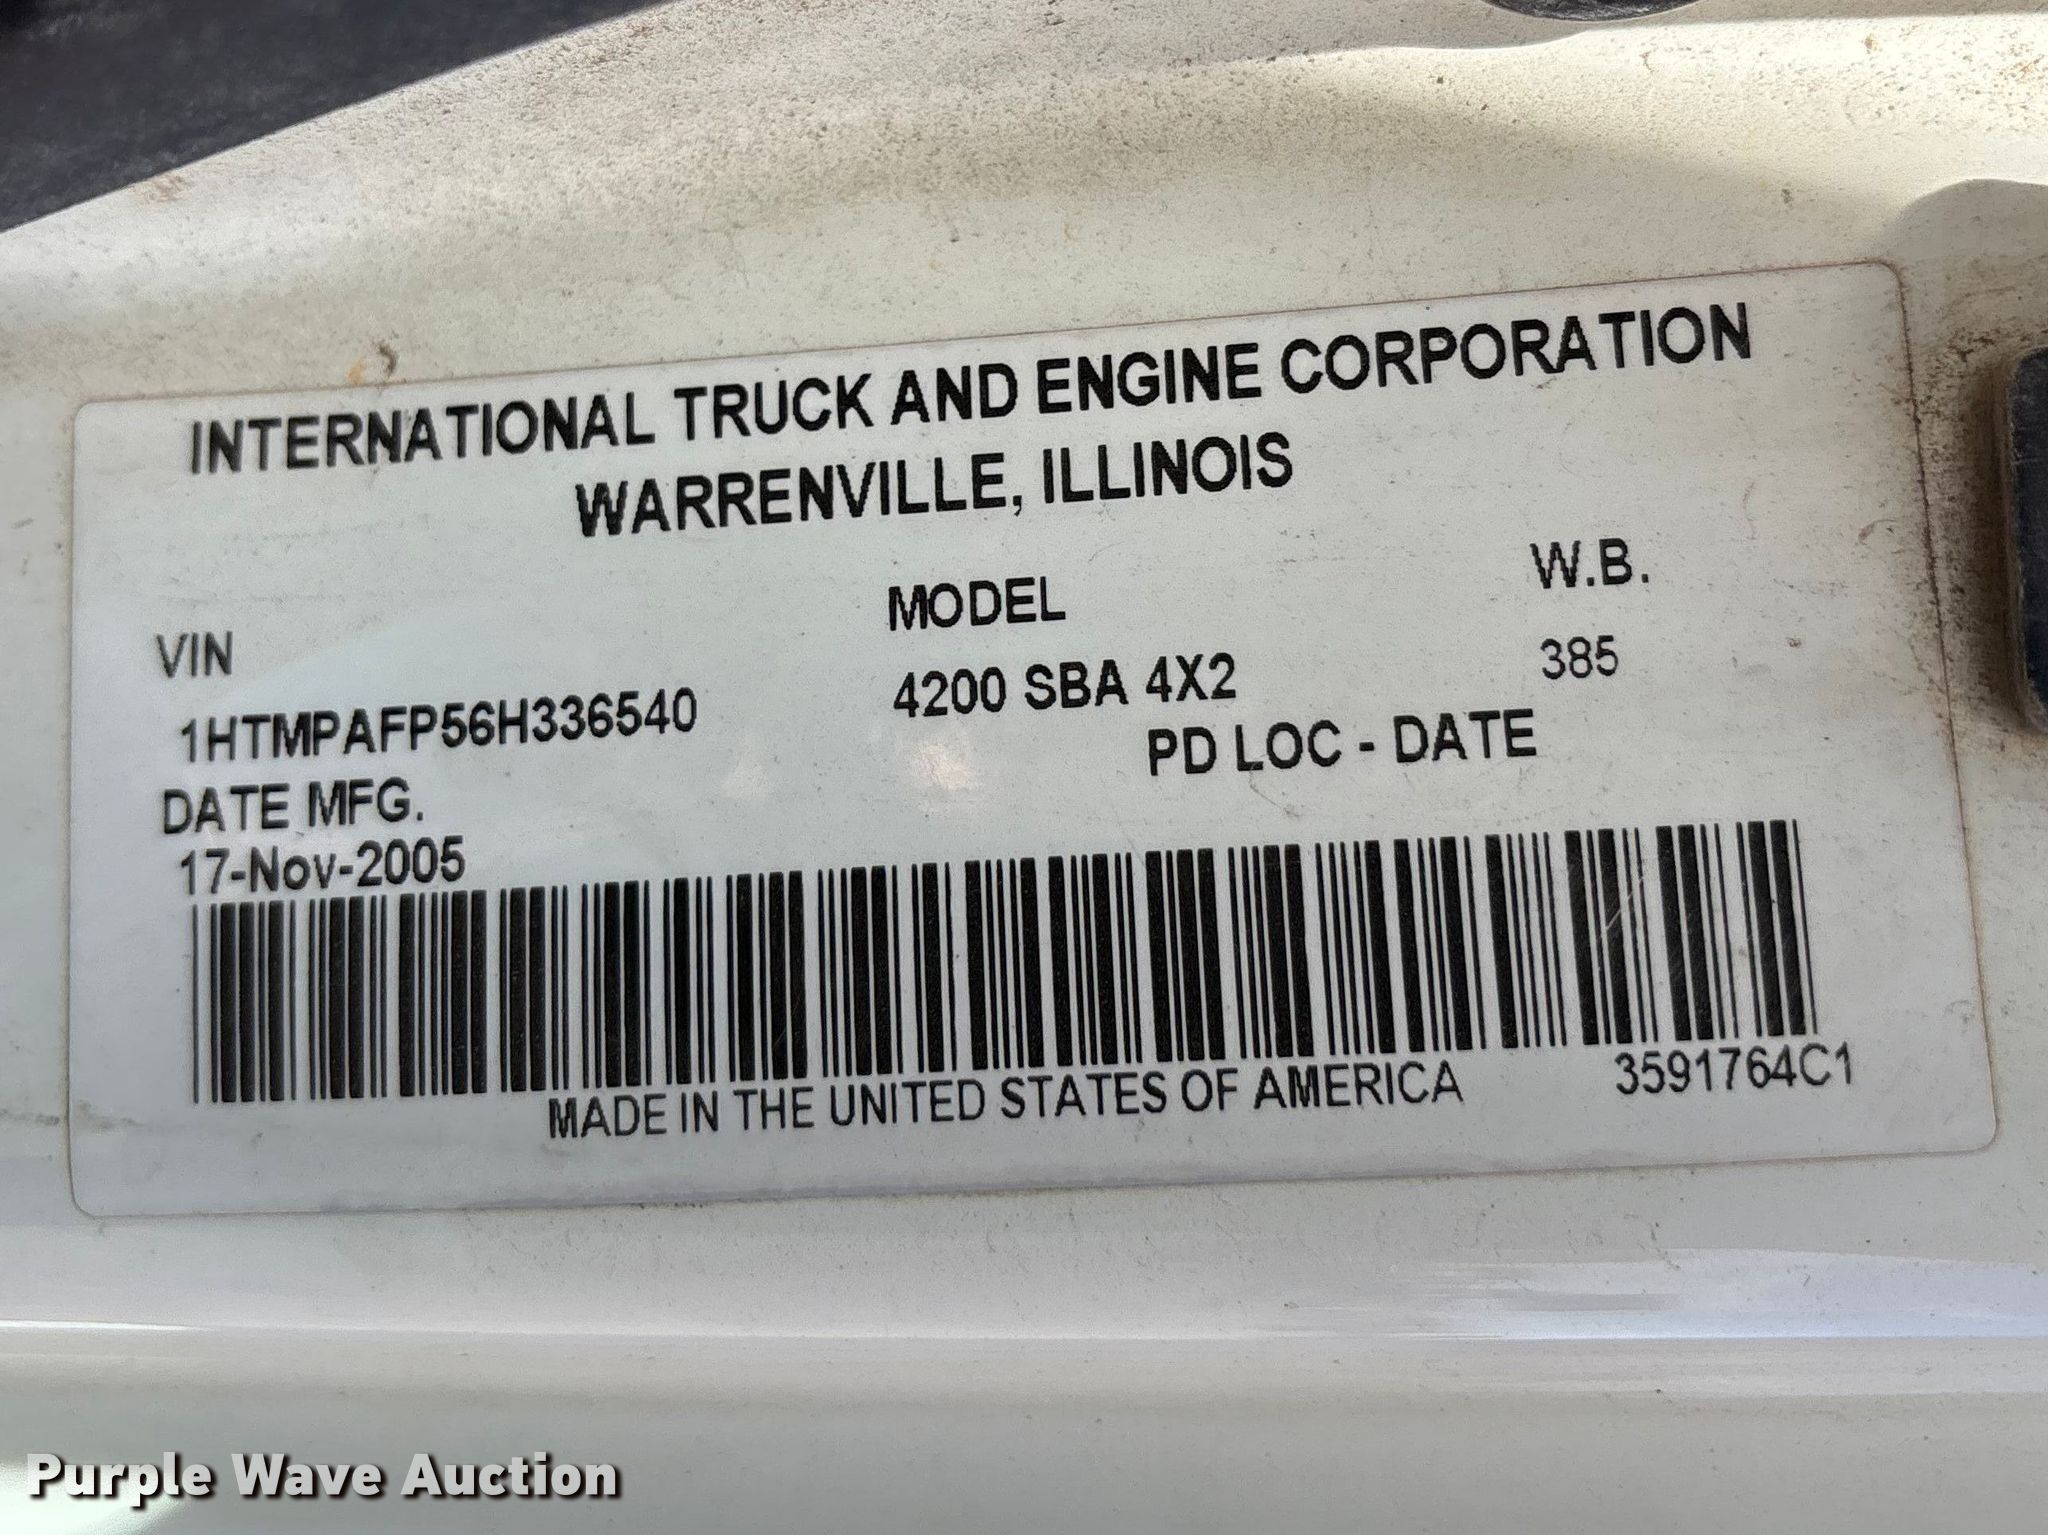 INTERNATIONAL TRUCK AND ENGINE CORPORATION
WARRENVILLE, ILLINOIS
VIN MODEL W.B.
1HTMPAFP56H336540 4200 SBA 4X2 385
DATE MFG. PD LOC - DATE
17-Nov-2005
MADE IN THE UNITED STATES OF AMERICA 3591764C1
Purple Wave Auction